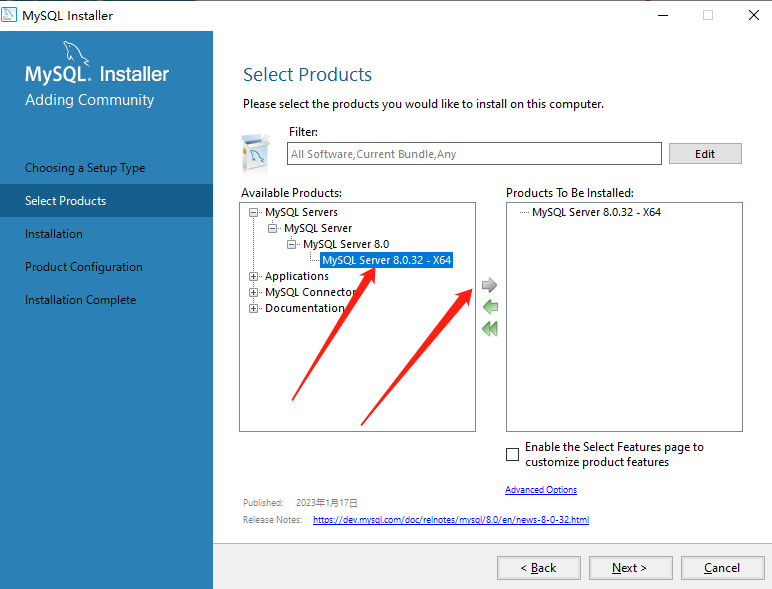 MySQL Installer
MySQL. Installer
Adding Community
Choosing a Setup Type
Select Products
Installation
Product Configuration
Installation Complete
Select Products
Please select the products you would like to install on this computer.
Filter:
All Software,Current Bundle,Any
Edit
Available Products:
MySQL Servers
MySQL Server
MySQL Server 8.0
MySQL Server 8.0.32 - X64
Applications
MySQL Connector
Documentation
Products To Be Installed:
MySQL Server 8.0.32 - X64
Enable the Select Features page to
customize product features
Advanced Options
Published: 2023年1月17日
Release Notes: https://dev.mysql.com/doc/relnotes/mysql/8.0/en/news-8-0-32.html
< Back
Next >
Cancel